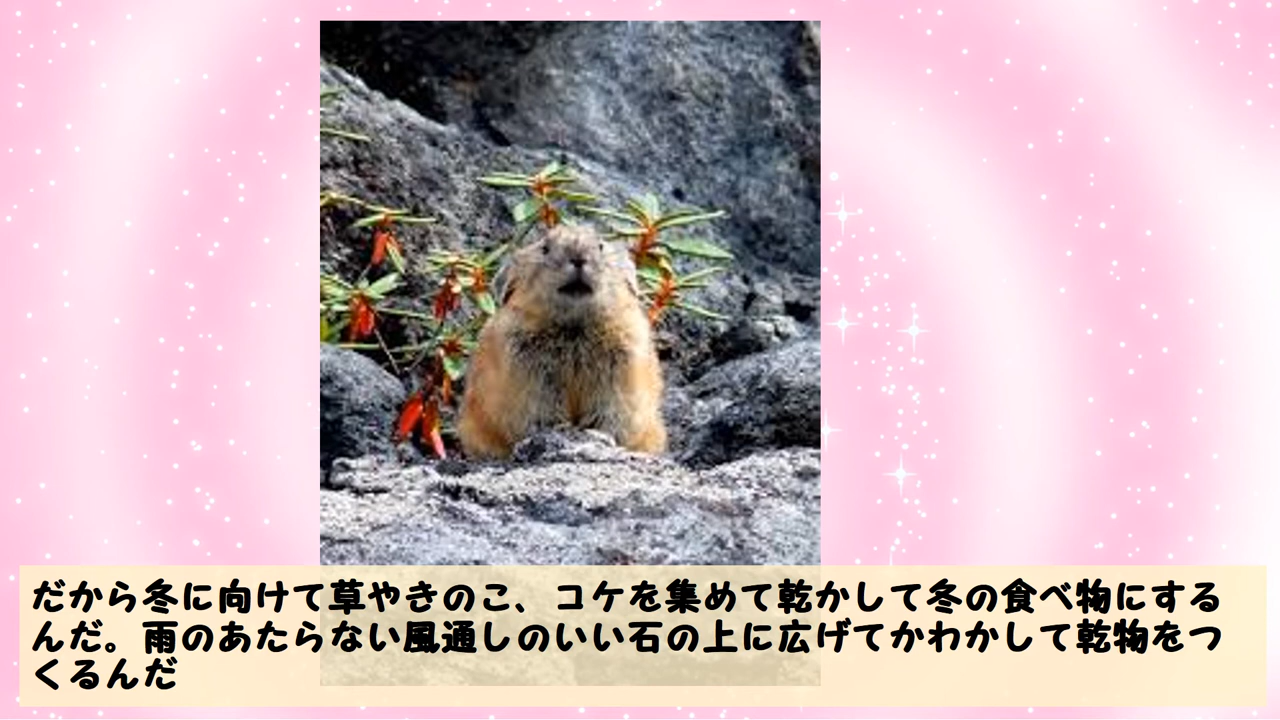 だから冬に向けて草やきのこ、コケを集めて乾かして冬の食べ物にする
んだ。雨のあたらない風通しのいい石の上に広げてかわかして乾物をつ
くるんだ